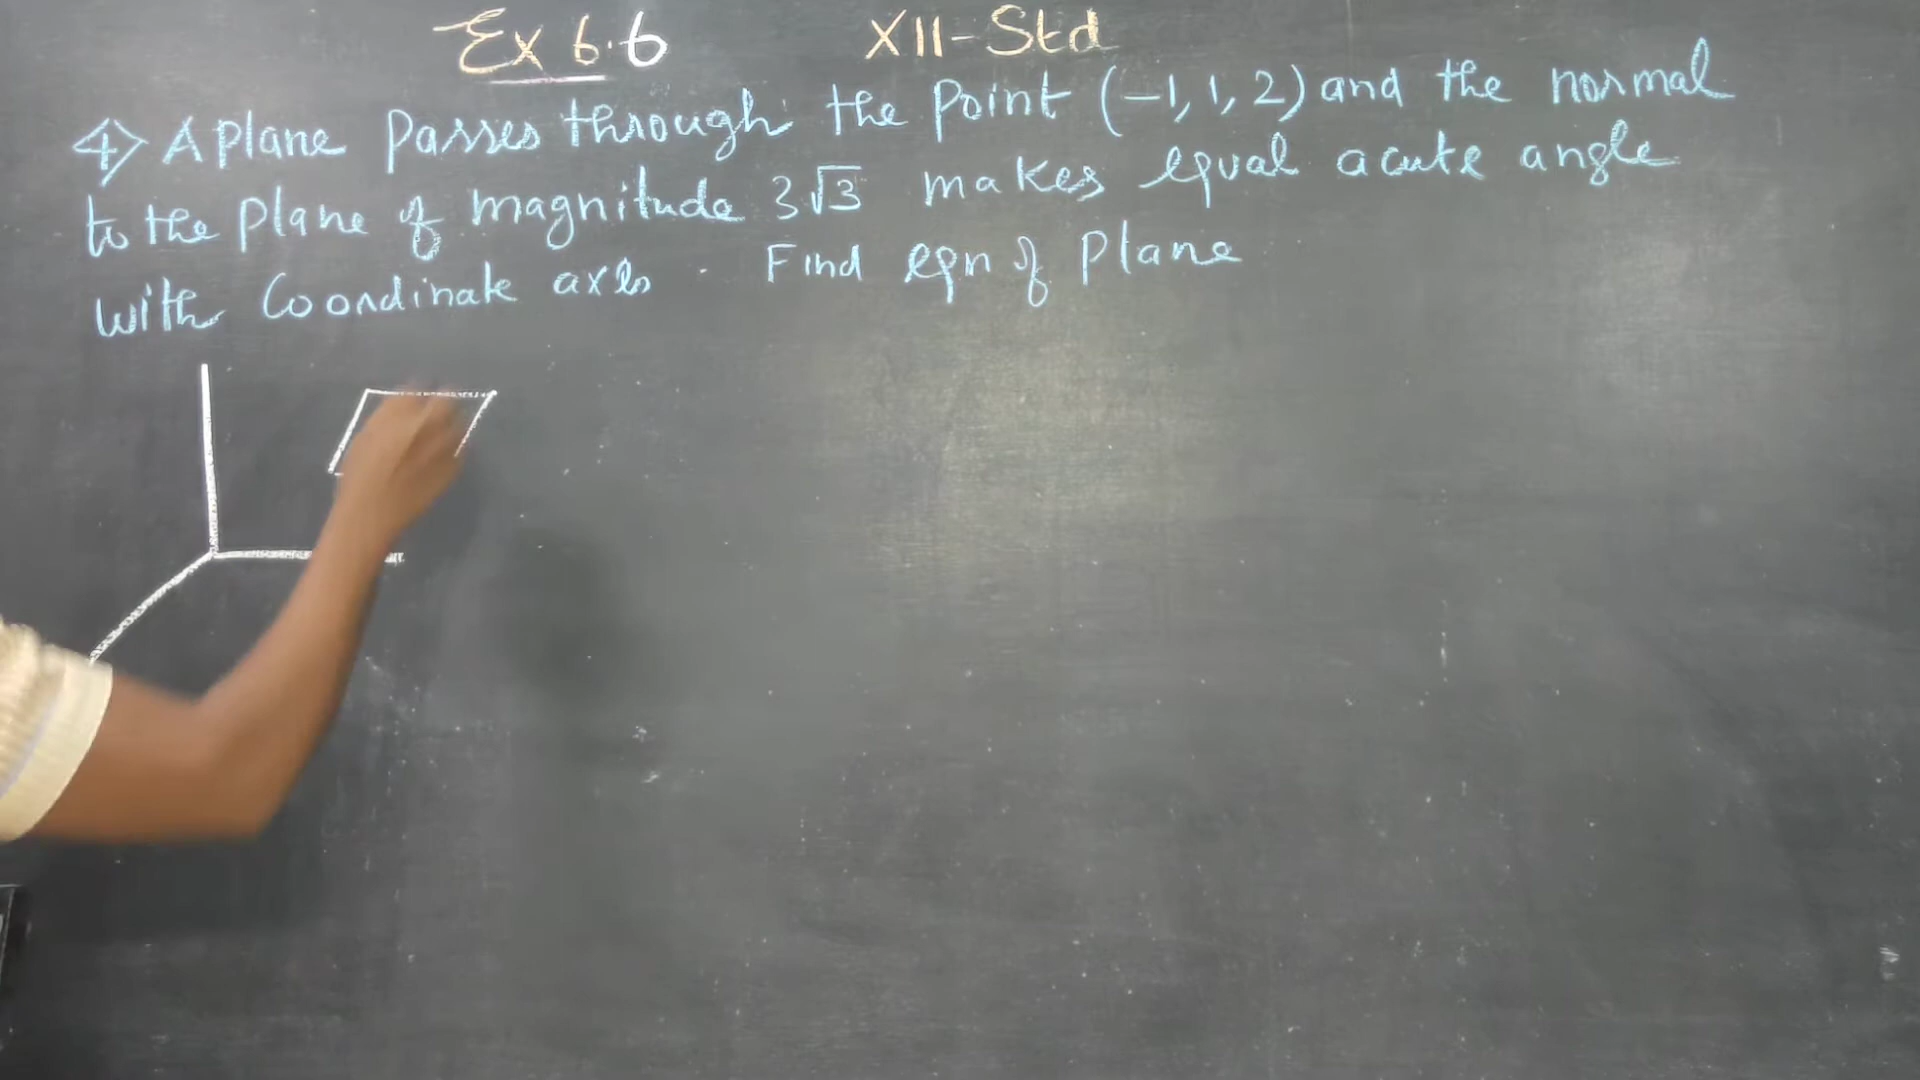 Ex 6.6 XII-Std
4) A plane passes through the point (-1, 1, 2) and the normal
to the plane of magnitude 3√3 makes equal acute angle
with Coordinate axes. Find eqn of Plane